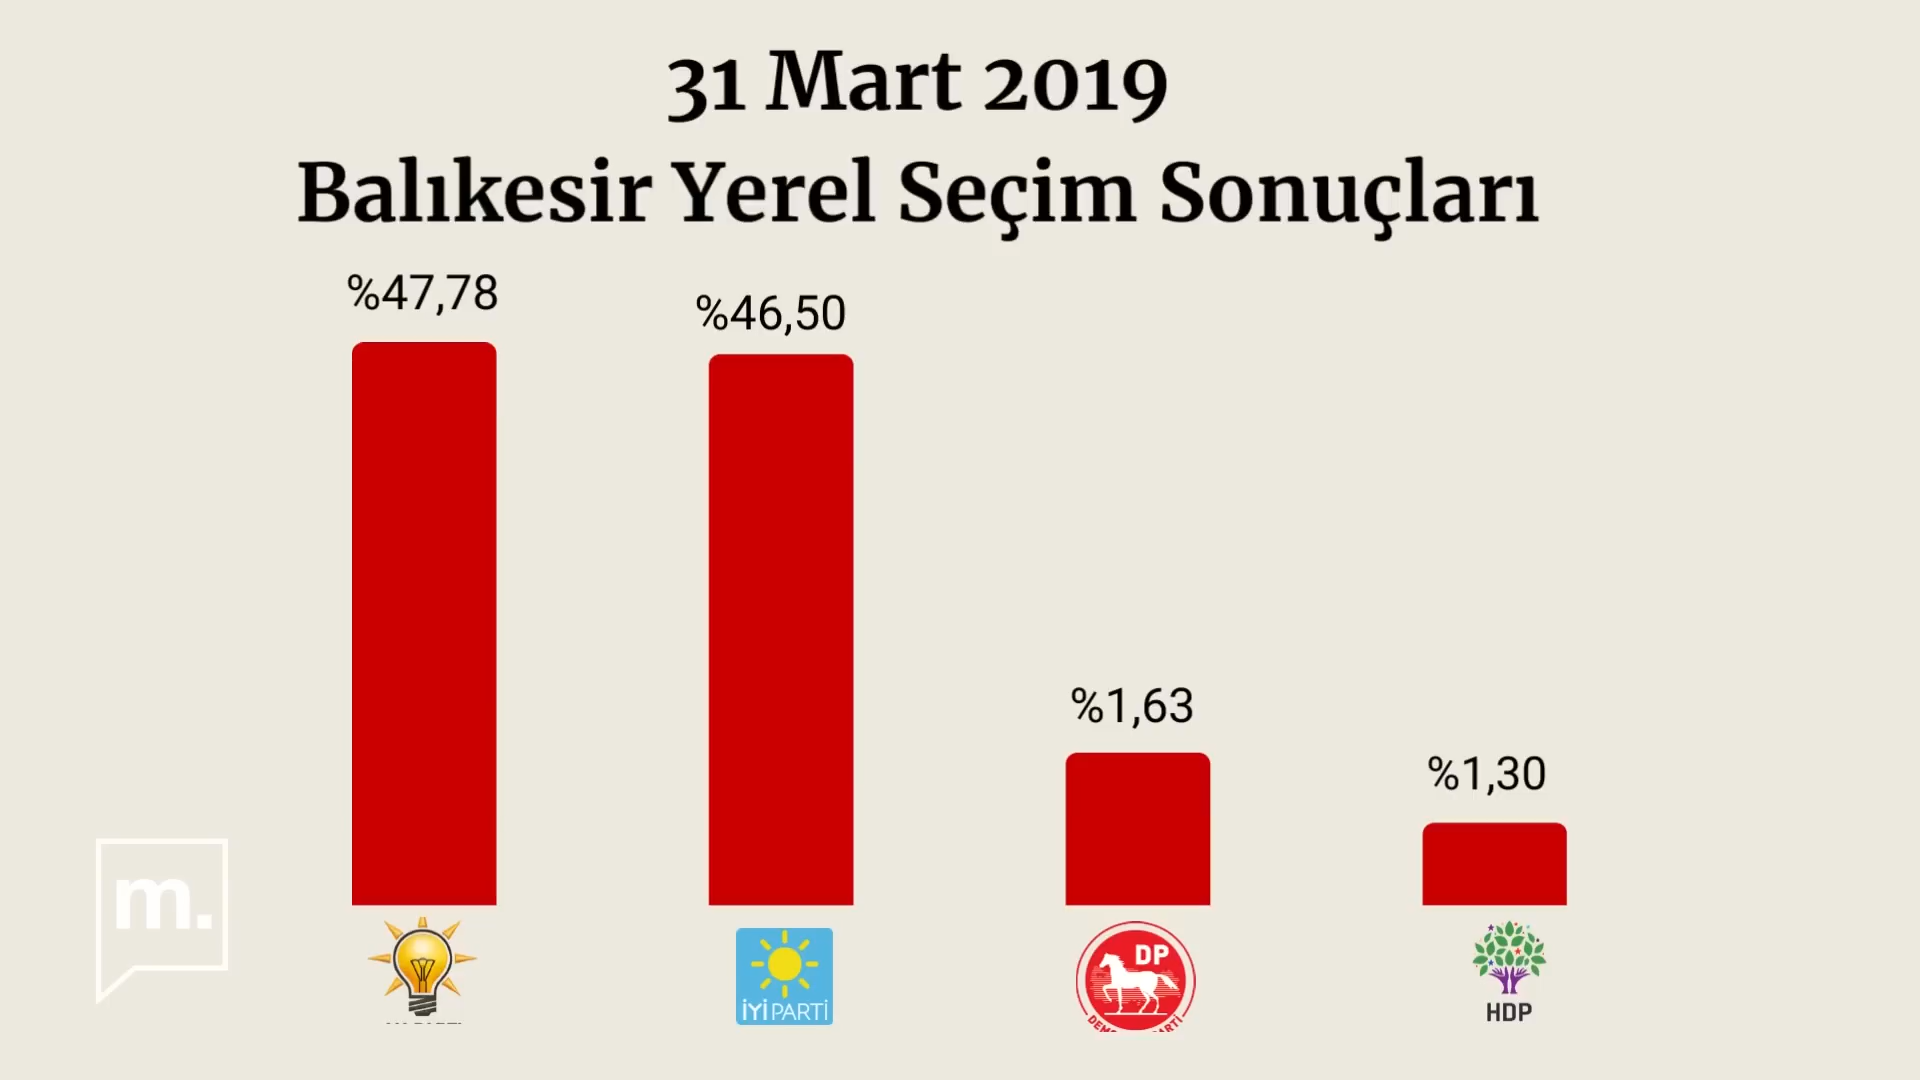 31 Mart 2019
Balıkesir Yerel Seçim Sonuçları
%47,78
%46,50
%1,63
%1,30
m.
İYİ PARTİ
DP
HDP